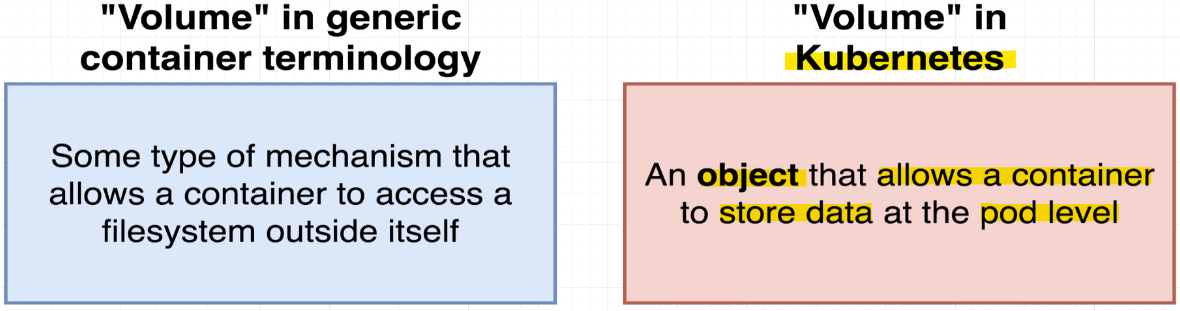 "Volume" in generic
container terminology
Some type of mechanism that
allows a container to access a
filesystem outside itself
"Volume" in
Kubernetes
An object that allows a container
to store data at the pod level